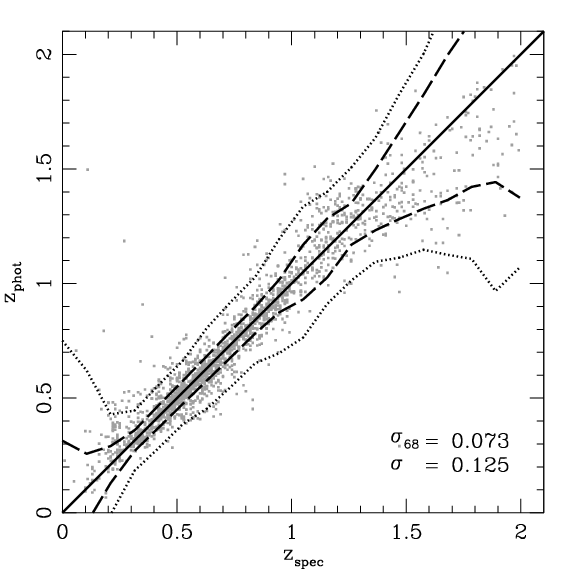 2
1.5
z_phot
1
0.5
σ_68 = 0.073
σ = 0.125
0
0 0.5 1 1.5 2
z_spec